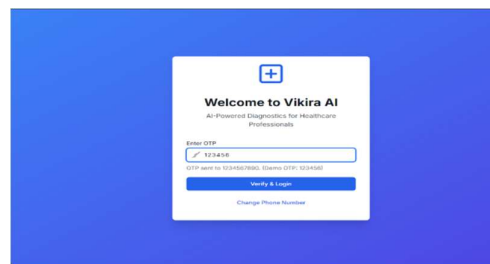 Welcome to Vikira AI
AI-Powered Diagnostics for Healthcare
Professionals
Enter OTP
123456
OTP sent to 1234567890. (Demo OTP: 123456)
Verify & Login
Change Phone Number